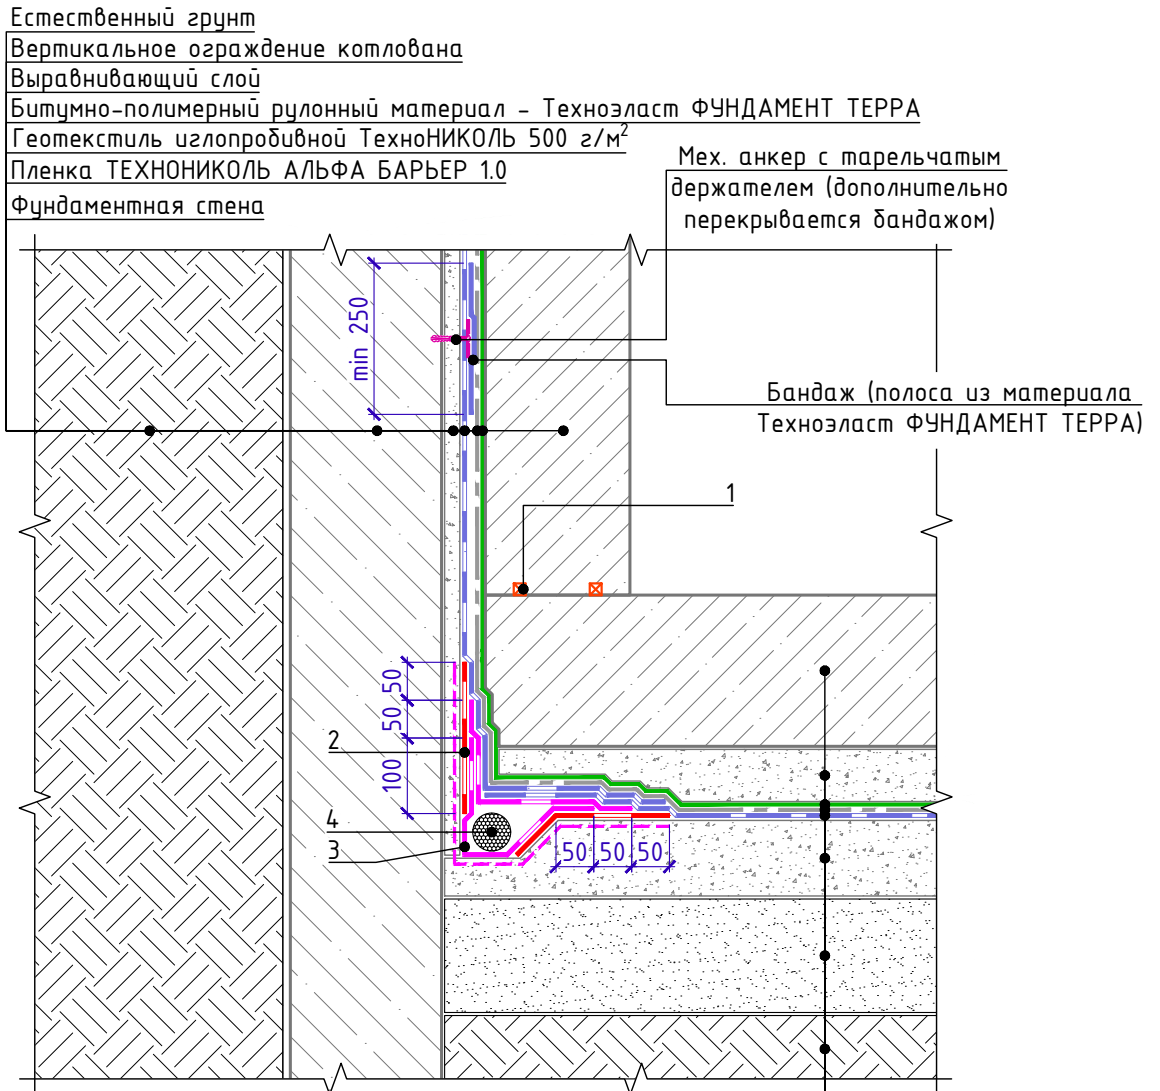 Естественный грунт
Вертикальное ограждение котлована
Выравнивающий слой
Битумно-полимерный рулонный материал - Техноэласт ФУНДАМЕНТ ТЕРРА
Геотекстиль иглопробивной ТехноНИКОЛЬ 500 г/м²
Пленка ТЕХНОНИКОЛЬ АЛЬФА БАРЬЕР 1.0
Фундаментная стена
Мех. анкер с тарельчатым
держателем (дополнительно
перекрывается бандажом)
min 250
Бандаж (полоса из материала
Техноэласт ФУНДАМЕНТ ТЕРРА)
1
50
50
2
100
4
3
50 50 50